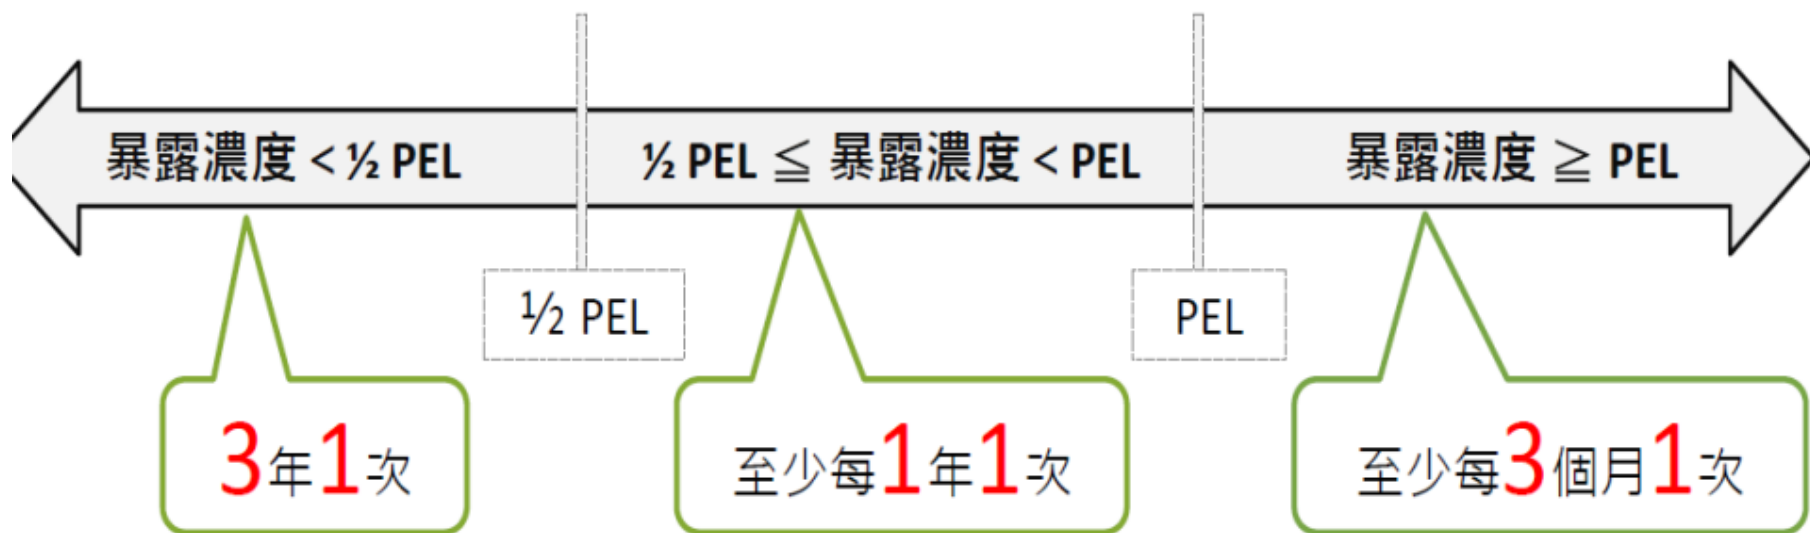 暴露濃度 < ½ PEL
½ PEL ≦ 暴露濃度 < PEL
暴露濃度 ≧ PEL
½ PEL
PEL
3年1次
至少每1年1次
至少每3個月1次